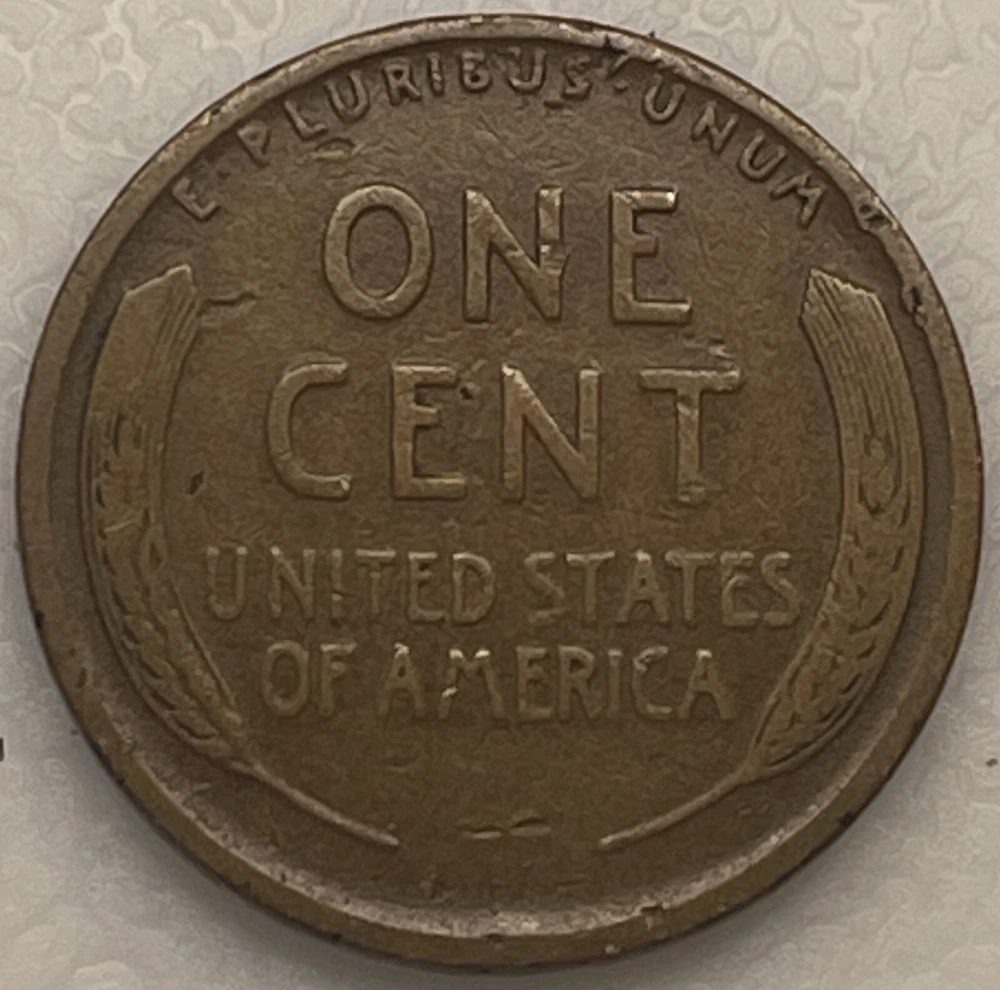 E·PLURIBUS·UNUM
ONE
CENT
UNITED STATES
OF AMERICA